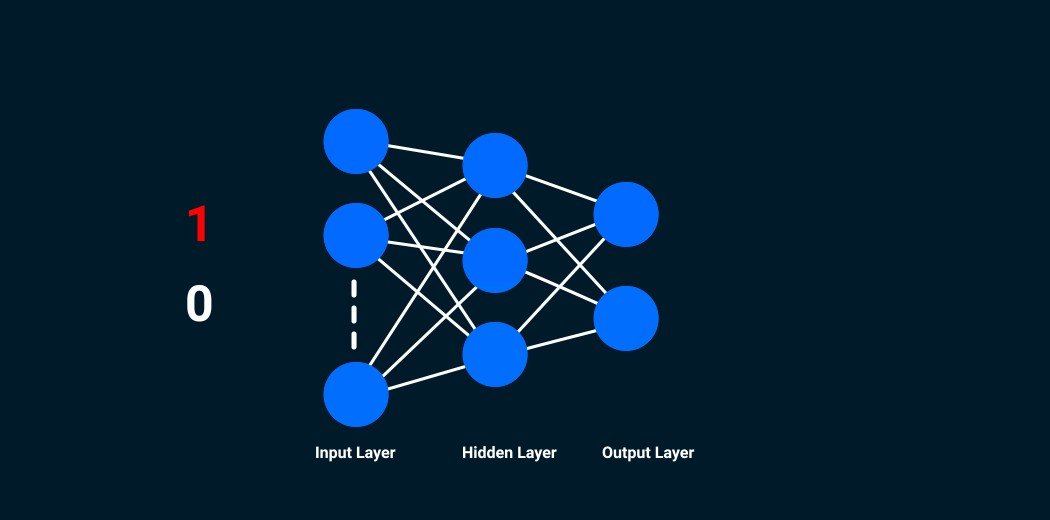 1
0
Input Layer
Hidden Layer
Output Layer